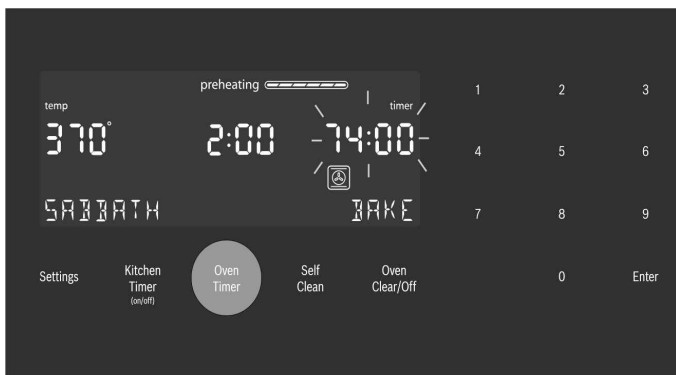 preheating
temp
timer
370°
2:00
74:00
SABBATH
BAKE
1 2 3
4 5 6
7 8 9
0 Enter
Settings
Kitchen
Timer
(on/off)
Oven
Timer
Self
Clean
Oven
Clear/Off